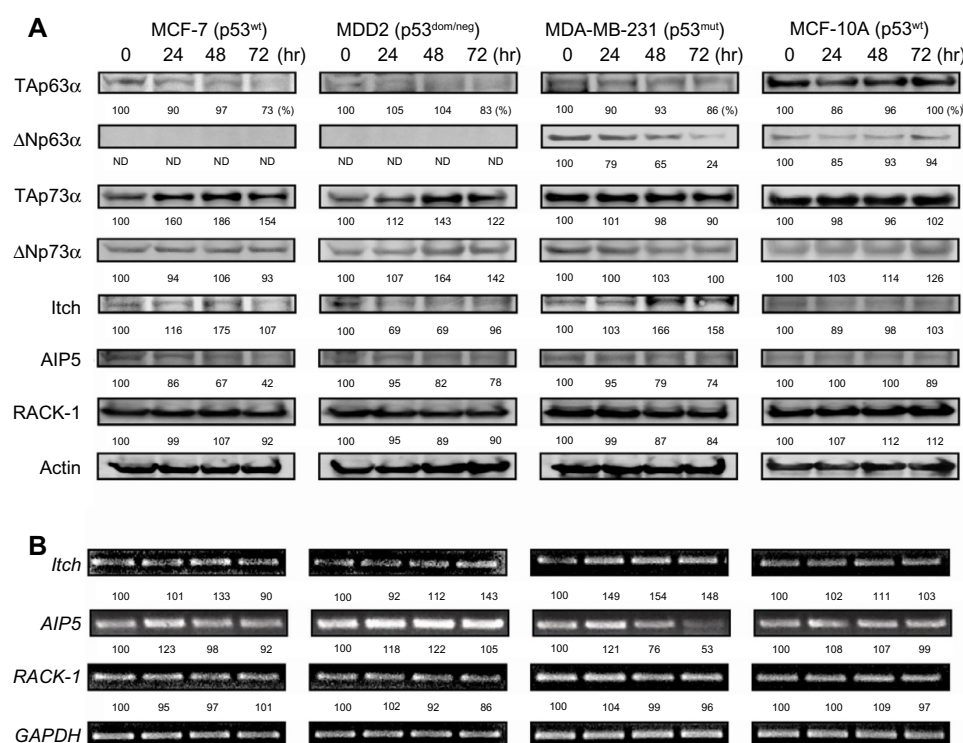 A
MCF-7 (p53wt) MDD2 (p53dom/neg) MDA-MB-231 (p53mut) MCF-10A (p53wt)
0 24 48 72 (hr) 0 24 48 72 (hr) 0 24 48 72 (hr) 0 24 48 72 (hr)
TAp63α
100 90 97 73 (%) 100 105 104 83 (%) 100 90 93 86 (%) 100 86 96 100 (%)
ΔNp63α
ND ND ND ND ND ND ND ND 100 79 65 24 100 85 93 94
TAp73α
100 160 186 154 100 112 143 122 100 101 98 90 100 98 96 102
ΔNp73α
100 94 106 93 100 107 164 142 100 100 103 100 100 103 114 126
Itch
100 116 175 107 100 69 69 96 100 103 166 158 100 89 98 103
AIP5
100 86 67 42 100 95 82 78 100 95 79 74 100 100 100 89
RACK-1
100 99 107 92 100 95 89 90 100 99 87 84 100 107 112 112
Actin
B
Itch
100 101 133 90 100 92 112 143 100 149 154 148 100 102 111 103
AIP5
100 123 98 92 100 118 122 105 100 121 76 53 100 108 107 99
RACK-1
100 95 97 101 100 102 92 86 100 104 99 96 100 100 109 97
GAPDH